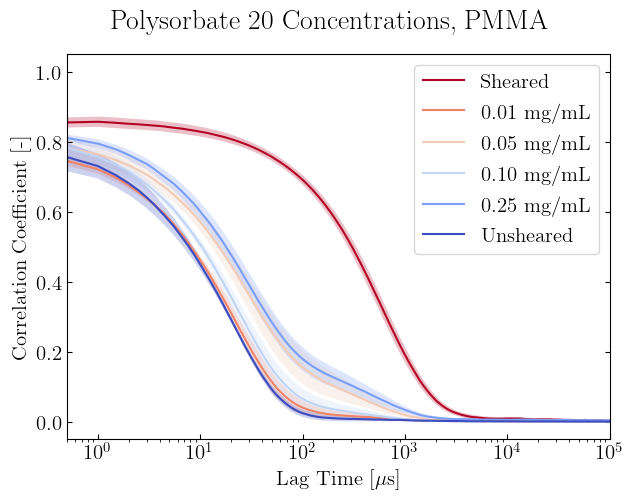 Polysorbate 20 Concentrations, PMMA
Correlation Coefficient [-]
1.0
0.8
0.6
0.4
0.2
0.0
Sheared
0.01 mg/mL
0.05 mg/mL
0.10 mg/mL
0.25 mg/mL
Unsheared
10⁰ 10¹ 10² 10³ 10⁴ 10⁵
Lag Time [μs]